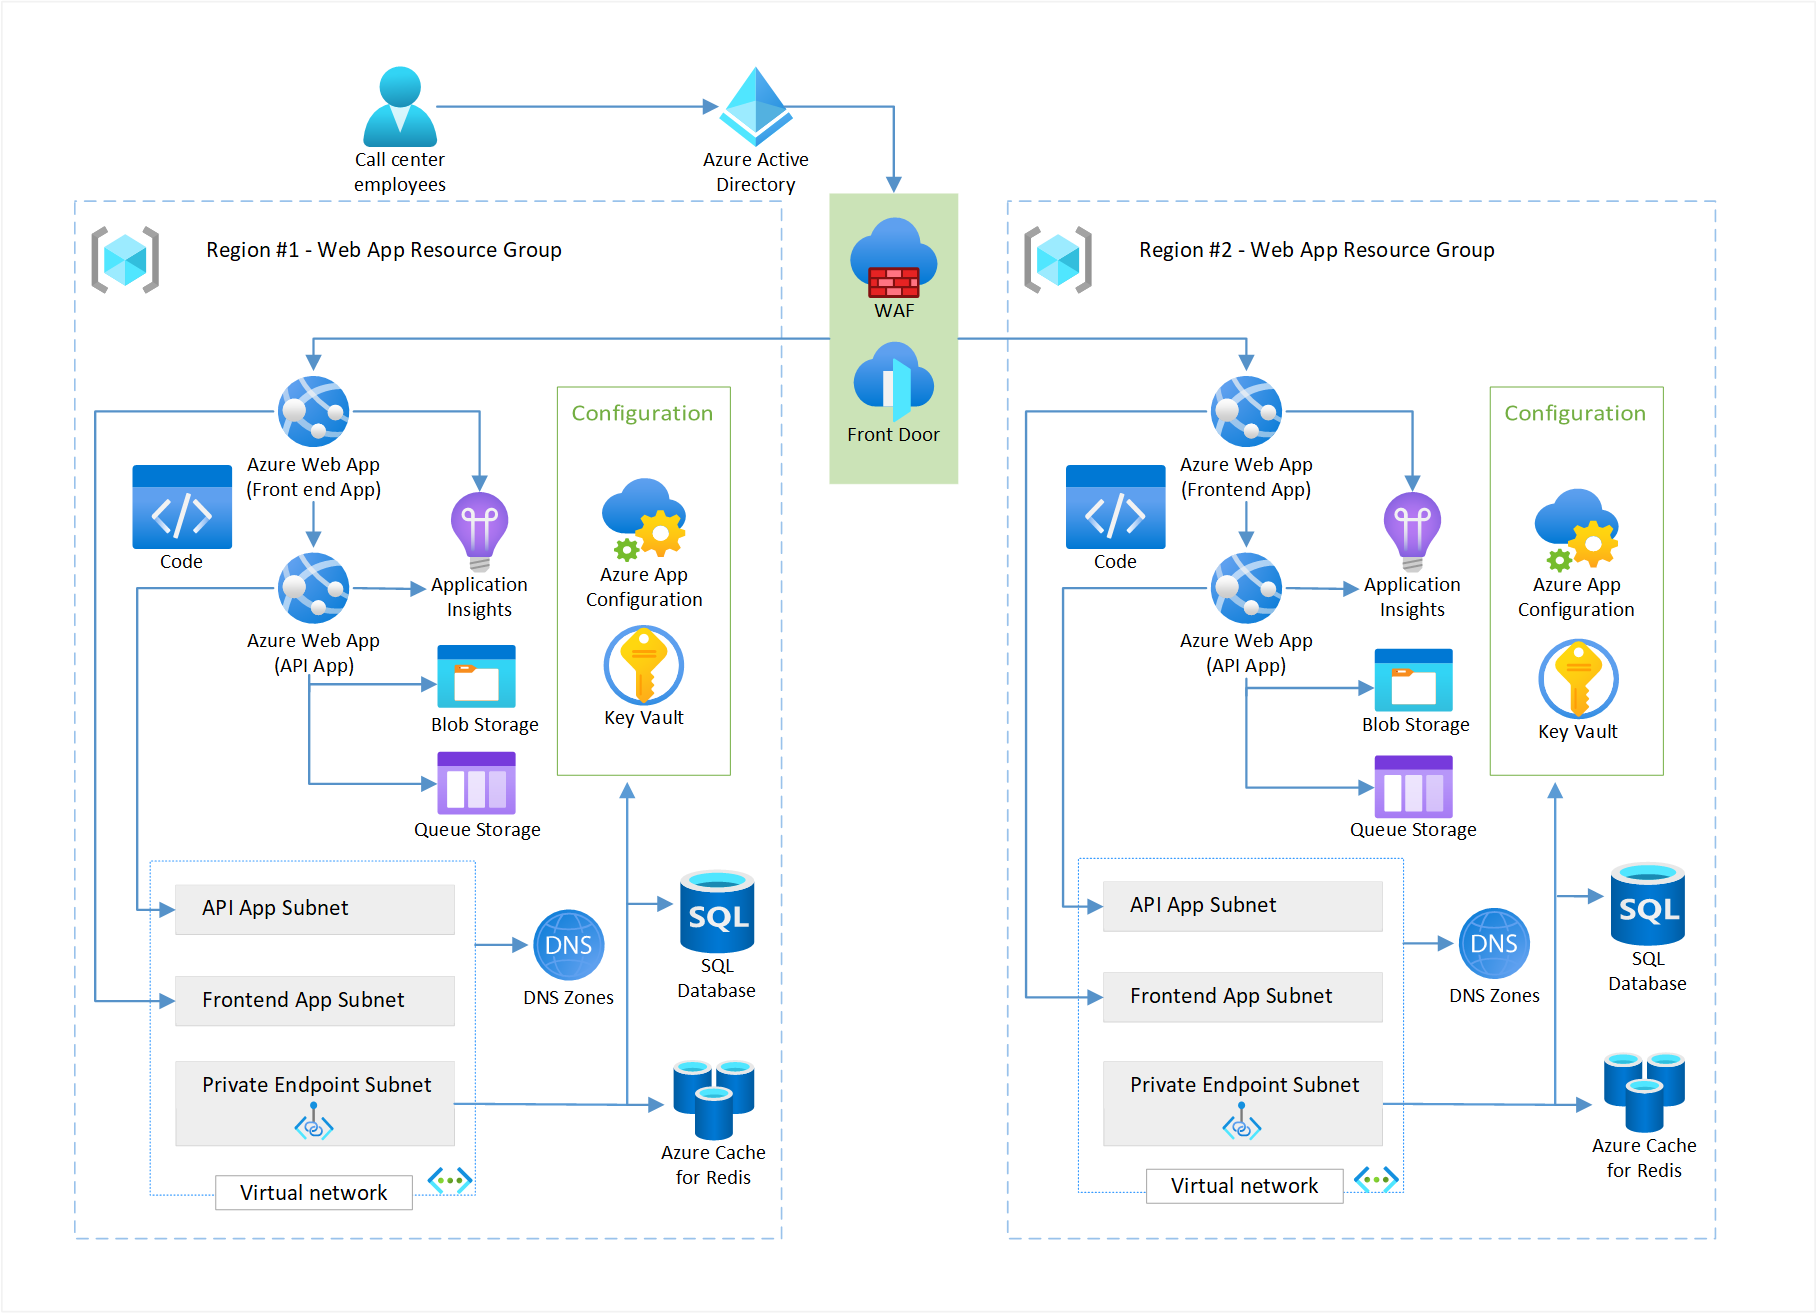 Call center
employees
Azure Active
Directory
WAF
Front Door
Region #1 - Web App Resource Group
Azure Web App
(Front end App)
Code
Application
Insights
Azure Web App
(API App)
Blob Storage
Queue Storage
Configuration
Azure App
Configuration
Key Vault
API App Subnet
Frontend App Subnet
Private Endpoint Subnet
Virtual network
DNS
DNS Zones
SQL
SQL
Database
Azure Cache
for Redis
Region #2 - Web App Resource Group
Azure Web App
(Frontend App)
Code
Application
Insights
Azure Web App
(API App)
Blob Storage
Queue Storage
Configuration
Azure App
Configuration
Key Vault
API App Subnet
Frontend App Subnet
Private Endpoint Subnet
Virtual network
DNS
DNS Zones
SQL
SQL
Database
Azure Cache
for Redis